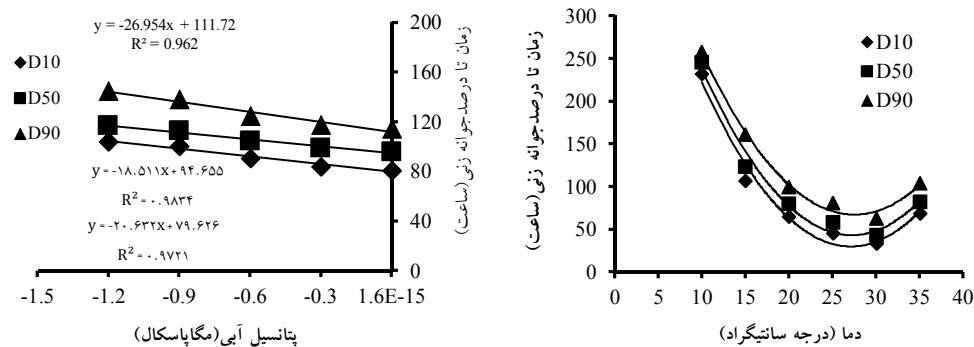 y = -26.954x + 111.72
R² = 0.962
D10
D50
D90
y = -۱۸.۵۱۱x + ۹۴.۶۵۵
R² = ۰.۹۸۳۴
y = -۲۰.۶۳۲x + ۷۹.۶۲۶
R² = ۰.۹۷۲۱
200
160
120
80
40
0
زمان تا درصدجوانه زنی(ساعت)
-1.5 -1.2 -0.9 -0.6 -0.3 1.6E-15
پتانسیل آبی(مگاپاسکال)
زمان تا درصدجوانه زنی(ساعت)
300
250
200
150
100
50
0
D10
D50
D90
0 5 10 15 20 25 30 35 40
دما (درجه سانتیگراد)